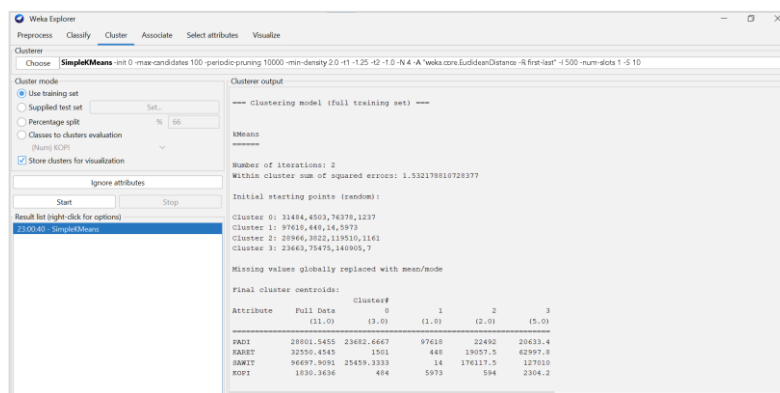 Weka Explorer
Preprocess Classify Cluster Associate Select attributes Visualize
Clusterer
Choose SimpleKMeans -init 0 -max-candidates 100 -periodic-pruning 10000 -min-density 2.0 -t1 -1.25 -t2 -1.0 -N 4 -A "weka.core.EuclideanDistance -R first-last" -I 500 -num-slots 1 -S 10
Cluster mode
Use training set
Supplied test set Set...
Percentage split % 66
Classes to clusters evaluation
(Num) KOPI
Store clusters for visualization
Ignore attributes
Start Stop
Result list (right-click for options)
23:00:40 - SimpleKMeans
Clusterer output
=== Clustering model (full training set) ===
kMeans
======
Number of iterations: 2
Within cluster sum of squared errors: 1.532178810728377
Initial starting points (random):
Cluster 0: 31484,4503,76378,1237
Cluster 1: 97618,448,14,5973
Cluster 2: 28966,3822,119510,1161
Cluster 3: 23663,75475,140905,7
Missing values globally replaced with mean/mode
Final cluster centroids:
Cluster#
Attribute Full Data 0 1 2 3
(11.0) (3.0) (1.0) (2.0) (5.0)
PADI 28801.5455 23682.6667 97618 22492 20633.4
KARET 32550.4545 1501 448 19057.5 62997.8
SAWIT 96697.9091 25459.3333 14 176117.5 127010
KOPI 1830.3636 484 5973 594 2304.2